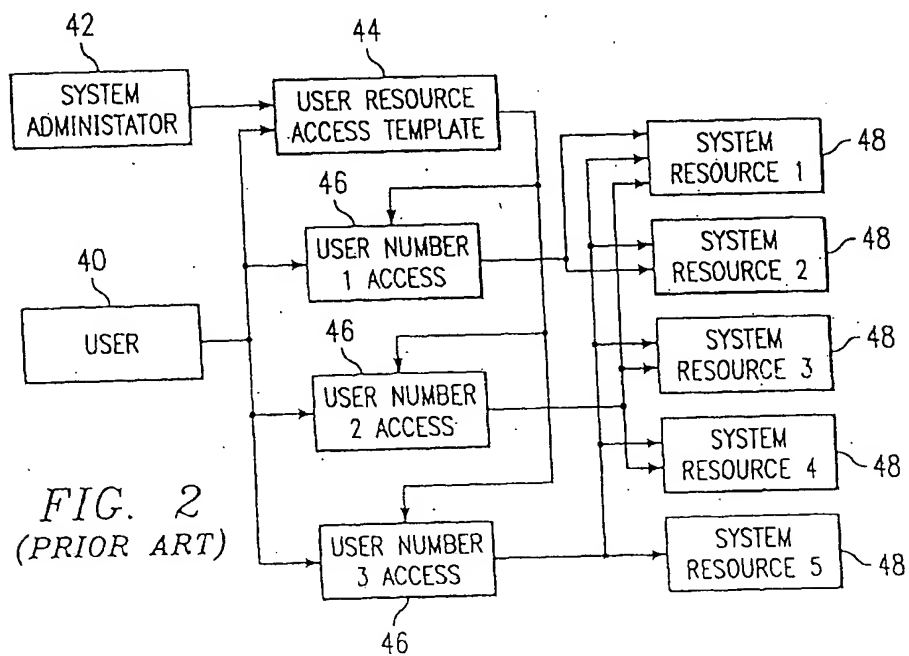 42
SYSTEM
ADMINISTATOR
44
USER RESOURCE
ACCESS TEMPLATE
46
USER NUMBER
1 ACCESS
40
USER
46
USER NUMBER
2 ACCESS
USER NUMBER
3 ACCESS
46
SYSTEM
RESOURCE 1
48
SYSTEM
RESOURCE 2
48
SYSTEM
RESOURCE 3
48
SYSTEM
RESOURCE 4
48
SYSTEM
RESOURCE 5
48
FIG. 2
(PRIOR ART)